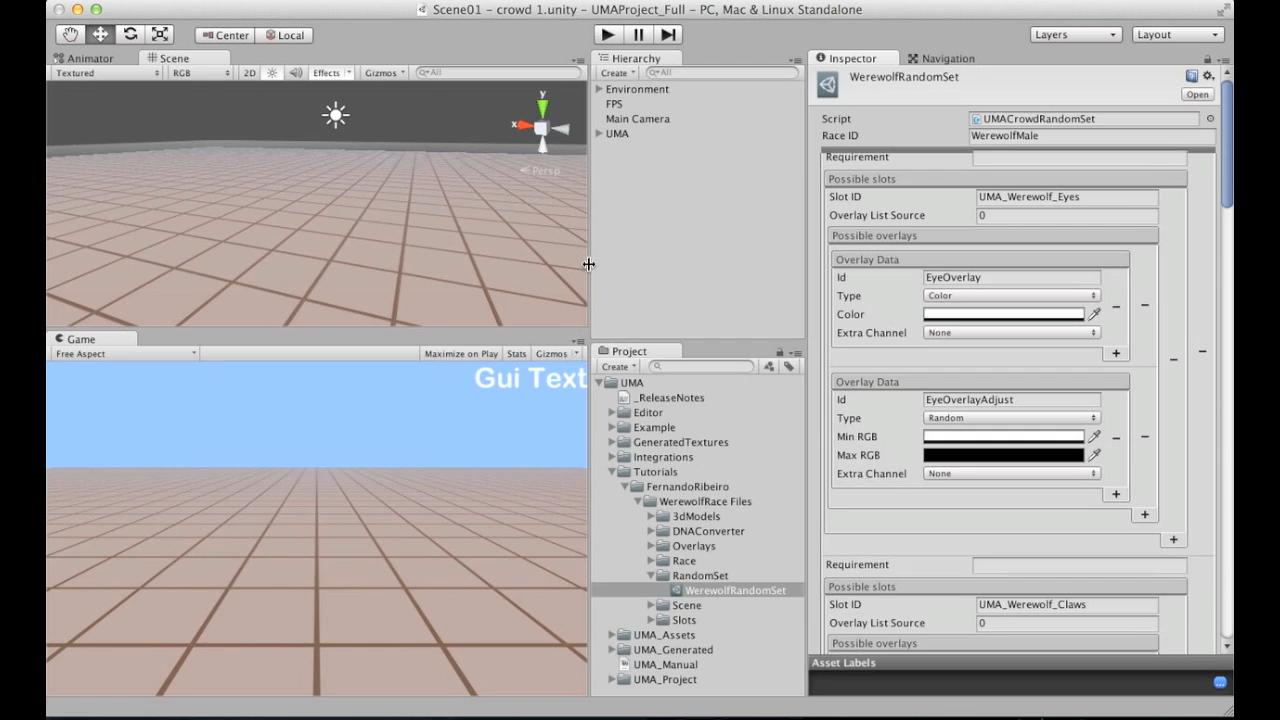 Scene01 - crowd 1.unity - UMAProject_Full - PC, Mac & Linux Standalone
Center Local
Layers Layout
Animator Scene
Textured RGB 2D Effects Gizmos All
Game
Free Aspect Maximize on Play Stats Gizmos
Gui Text
Hierarchy
Create All
Environment
FPS
Main Camera
UMA
Project
Create
UMA
_ReleaseNotes
Editor
Example
GeneratedTextures
Integrations
Tutorials
FernandoRibeiro
WerewolfRace Files
3dModels
DNAConverter
Overlays
Race
RandomSet
WerewolfRandomSet
Scene
Slots
UMA_Assets
UMA_Generated
UMA_Manual
UMA_Project
Inspector Navigation
WerewolfRandomSet
Open
Script UMACrowdRandomSet
Race ID WerewolfMale
Requirement
Possible slots
Slot ID UMA_Werewolf_Eyes
Overlay List Source 0
Possible overlays
Overlay Data
Id EyeOverlay
Type Color
Color
Extra Channel None
Overlay Data
Id EyeOverlayAdjust
Type Random
Min RGB
Max RGB
Extra Channel None
Requirement
Possible slots
Slot ID UMA_Werewolf_Claws
Overlay List Source 0
Possible overlays
Asset Labels
y
x
Persp